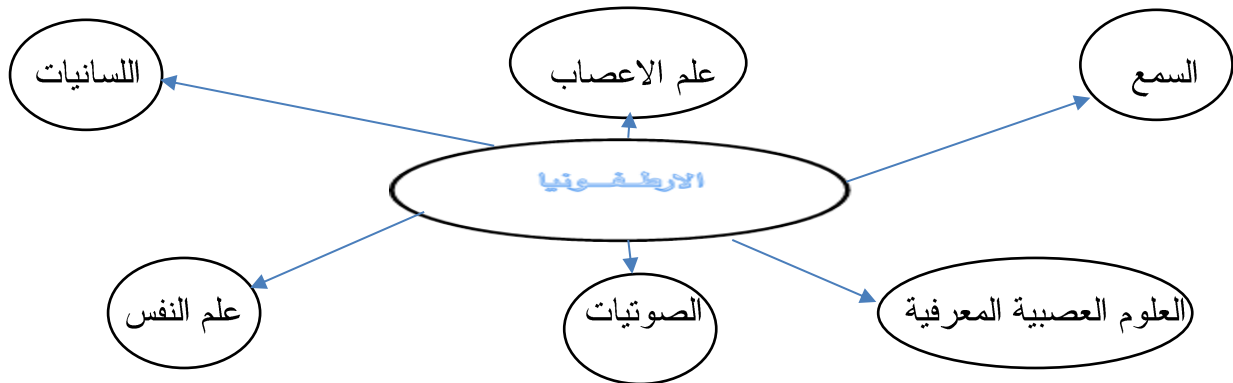 السمع
علم الاعصاب
اللسانيات
الارطفونيا
العلوم العصبية المعرفية
الصوتيات
علم النفس